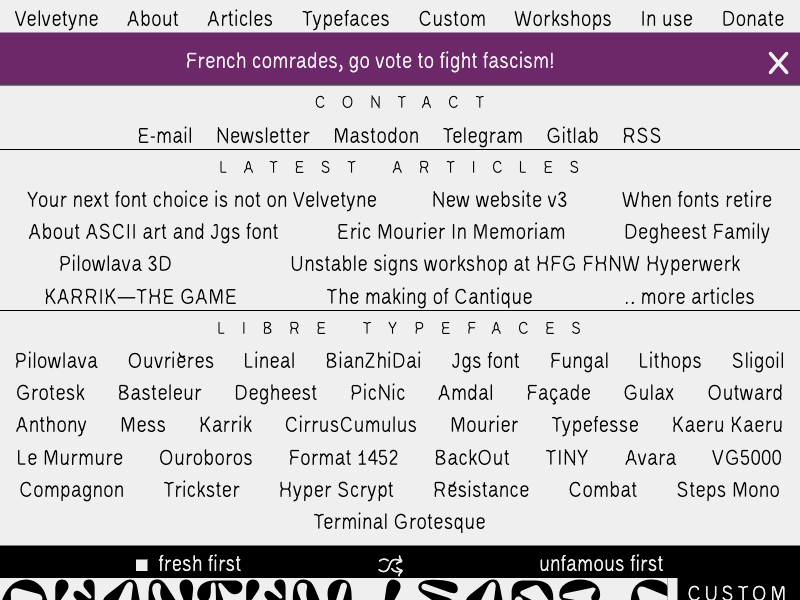 Velvetyne About Articles Typefaces Custom Workshops In use Donate
French comrades, go vote to fight fascism!
CONTACT
E-mail Newsletter Mastodon Telegram Gitlab RSS
LATEST ARTICLES
Your next font choice is not on Velvetyne New website v3 When fonts retire
About ASCII art and Jgs font Eric Mourier In Memoriam Degheest Family
Pilowlava 3D Unstable signs workshop at HFG FHNW Hyperwerk
KARRIK—THE GAME The making of Cantique .. more articles
LIBRE TYPEFACES
Pilowlava Ouvrières Lineal BianZhiDai Jgs font Fungal Lithops Sligoil
Grotesk Basteleur Degheest PicNic Amdal Façade Gulax Outward
Anthony Mess Karrik CirrusCumulus Mourier Typefesse Kaeru Kaeru
Le Murmure Ouroboros Format 1452 BackOut TINY Avara VG5000
Compagnon Trickster Hyper Scrypt Résistance Combat Steps Mono
Terminal Grotesque
fresh first unfamous first
CUSTOM